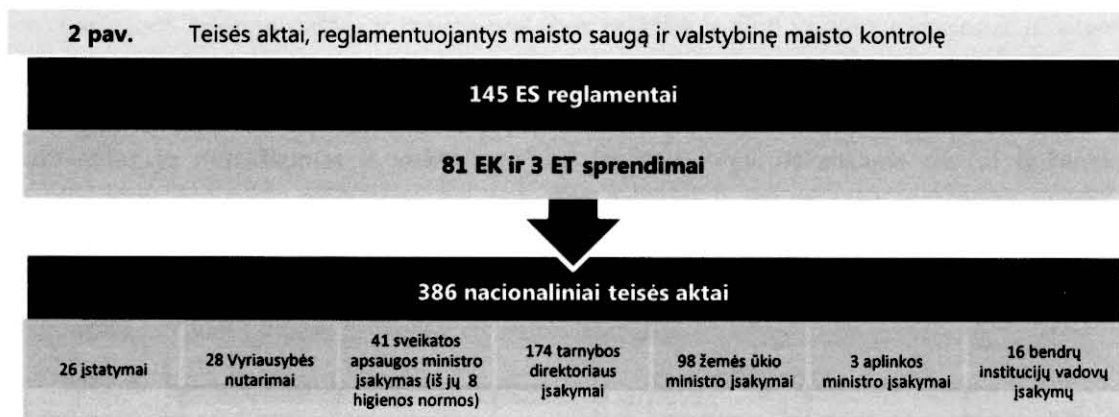 2 pav. Teisės aktai, reglamentuojantys maisto saugą ir valstybinę maisto kontrolę
145 ES reglamentai
81 EK ir 3 ET sprendimai
386 nacionaliniai teisės aktai
26 įstatymai
28 Vyriausybės
nutarimai
41 sveikatos
apsaugos ministro
įsakymas (iš jų 8
higienos normos)
174 tarnybos
direktoriaus
įsakymai
98 žemės ūkio
ministro įsakymai
3 aplinkos
ministro įsakymai
16 bendrų
institucijų vadovų
įsakymų